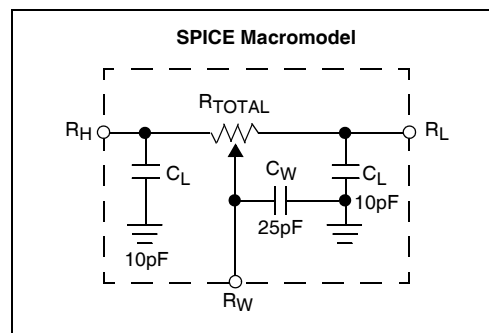 SPICE Macromodel
R_TOTAL
R_H
R_L
C_L
C_W
C_L
10pF
25pF
10pF
R_W